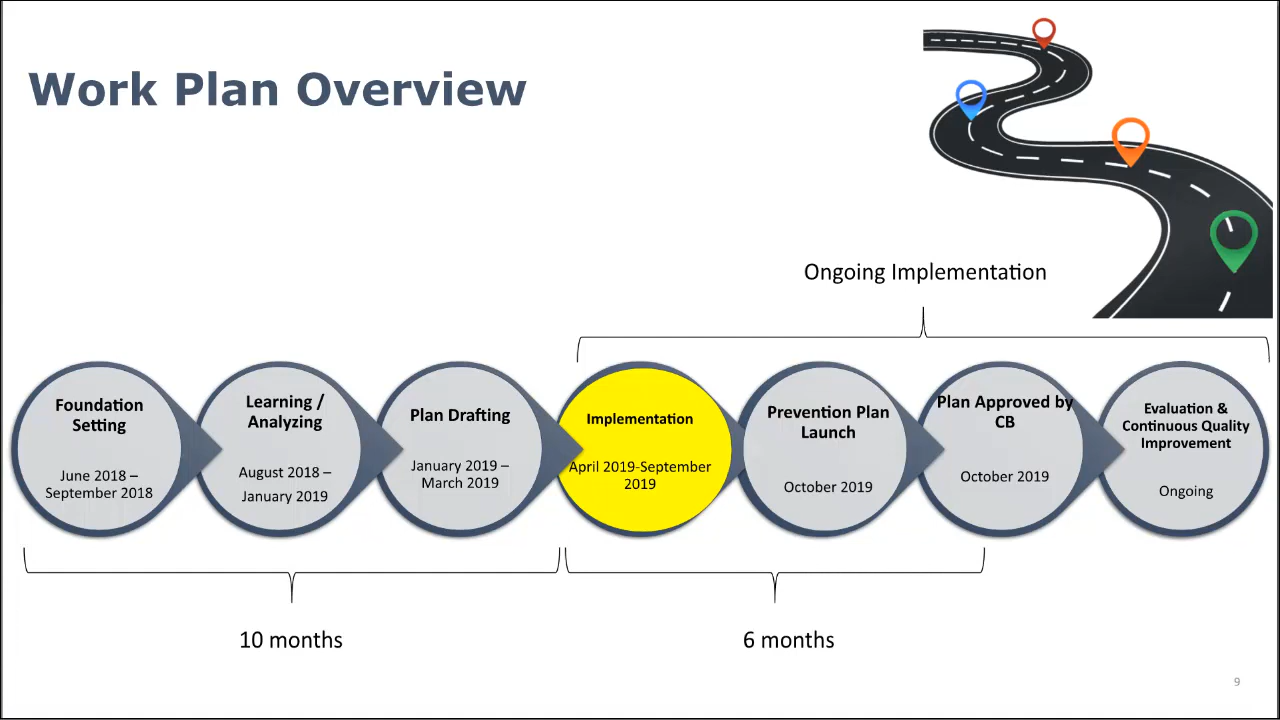 Work Plan Overview
Ongoing Implementation
Foundation
Setting
June 2018 –
September 2018
Learning /
Analyzing
August 2018 –
January 2019
Plan Drafting
January 2019 –
March 2019
Implementation
April 2019-September
2019
Prevention Plan
Launch
October 2019
Plan Approved by
CB
October 2019
Evaluation &
Continuous Quality
Improvement
Ongoing
10 months
6 months
9